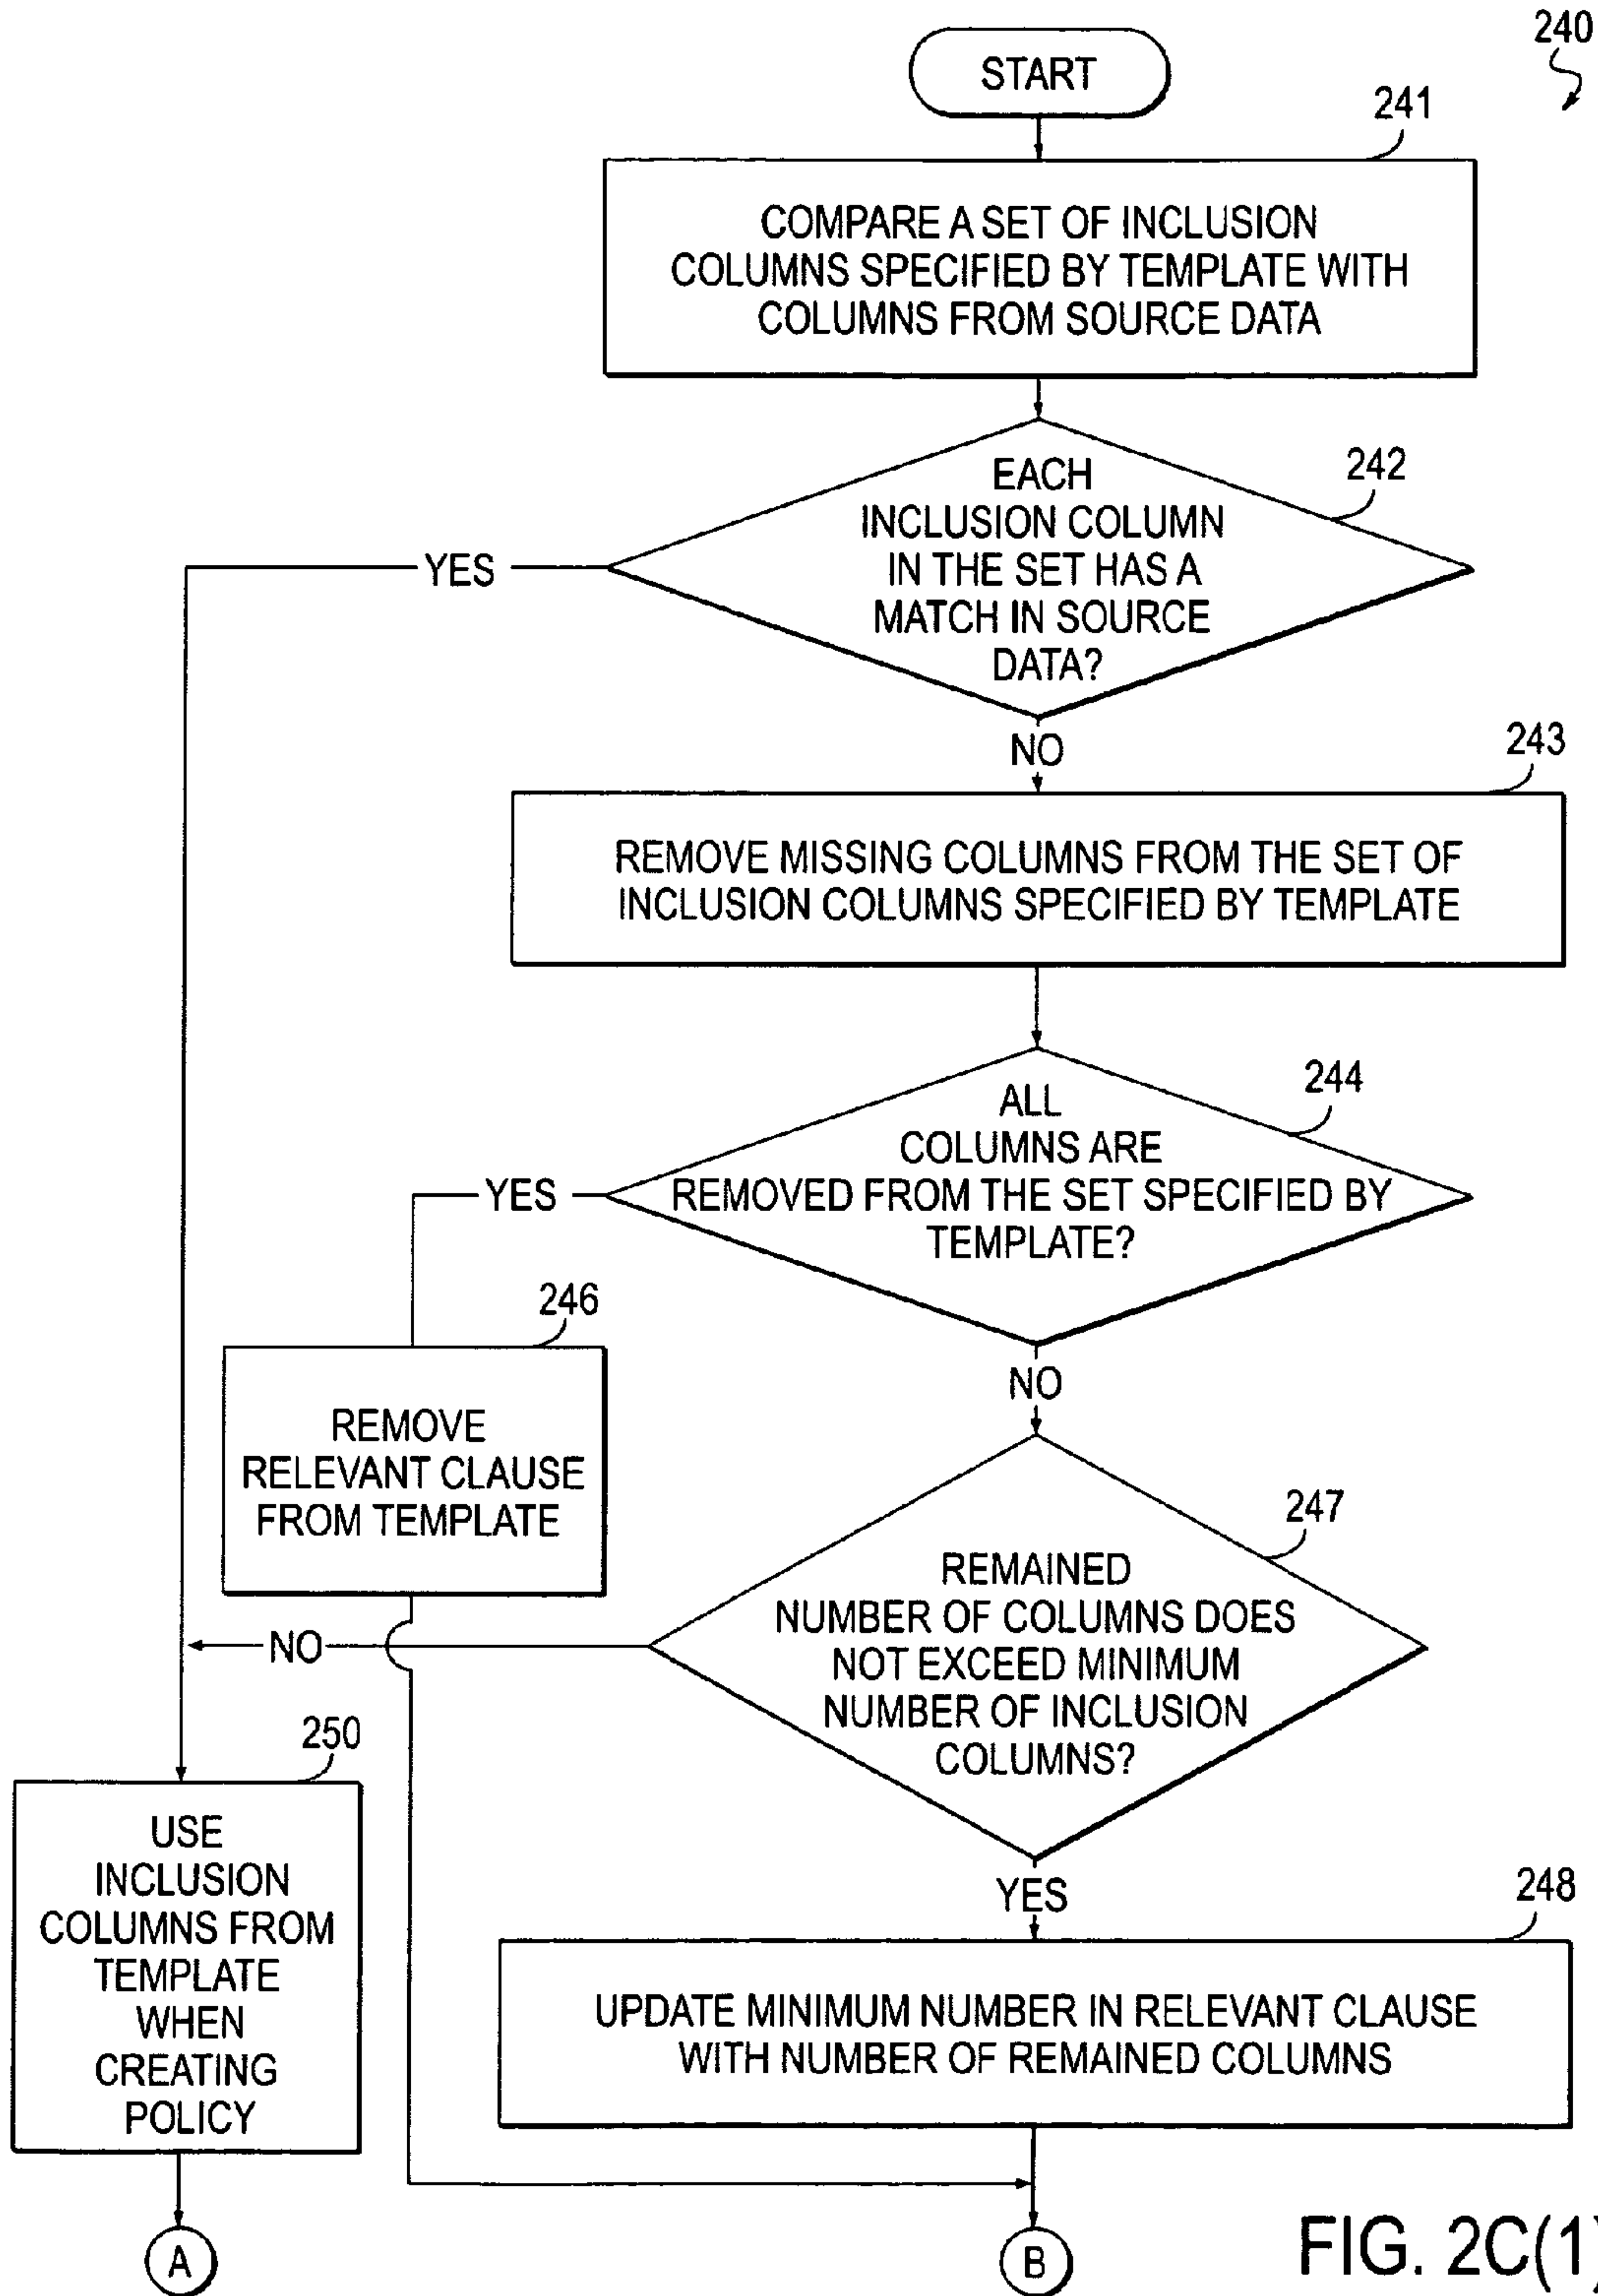 240
START
241
COMPARE A SET OF INCLUSION
COLUMNS SPECIFIED BY TEMPLATE WITH
COLUMNS FROM SOURCE DATA
242
EACH
INCLUSION COLUMN
IN THE SET HAS A
MATCH IN SOURCE
DATA?
YES
NO
243
REMOVE MISSING COLUMNS FROM THE SET OF
INCLUSION COLUMNS SPECIFIED BY TEMPLATE
244
ALL
COLUMNS ARE
REMOVED FROM THE SET SPECIFIED BY
TEMPLATE?
YES
NO
246
REMOVE
RELEVANT CLAUSE
FROM TEMPLATE
247
REMAINED
NUMBER OF COLUMNS DOES
NOT EXCEED MINIMUM
NUMBER OF INCLUSION
COLUMNS?
NO
YES
250
USE
INCLUSION
COLUMNS FROM
TEMPLATE
WHEN
CREATING
POLICY
248
UPDATE MINIMUM NUMBER IN RELEVANT CLAUSE
WITH NUMBER OF REMAINED COLUMNS
A
B
FIG. 2C(1)